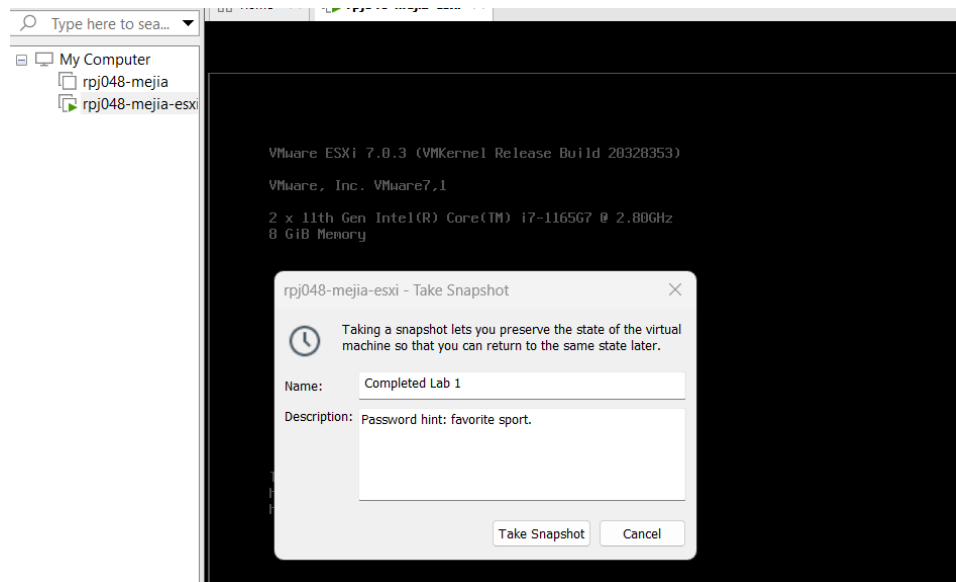 Type here to sea...
My Computer
rpj048-mejia
rpj048-mejia-esxi
VMware ESXi 7.0.3 (VMKernel Release Build 20328353)
VMware, Inc. VMware7,1
2 x 11th Gen Intel(R) Core(TM) i7-1165G7 @ 2.80GHz
8 GiB Memory
rpj048-mejia-esxi - Take Snapshot
Taking a snapshot lets you preserve the state of the virtual
machine so that you can return to the same state later.
Name:
Completed Lab 1
Description:
Password hint: favorite sport.
Take Snapshot
Cancel